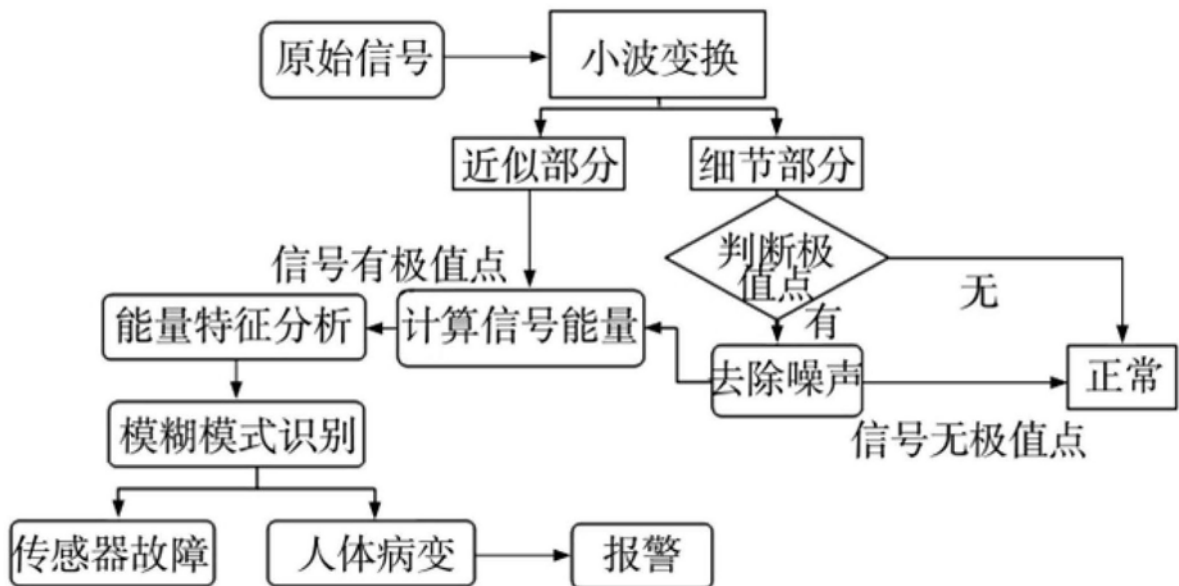 原始信号
小波变换
近似部分
细节部分
判断极
值点
信号有极值点
无
有
能量特征分析
计算信号能量
去除噪声
正常
信号无极值点
模糊模式识别
传感器故障
人体病变
报警